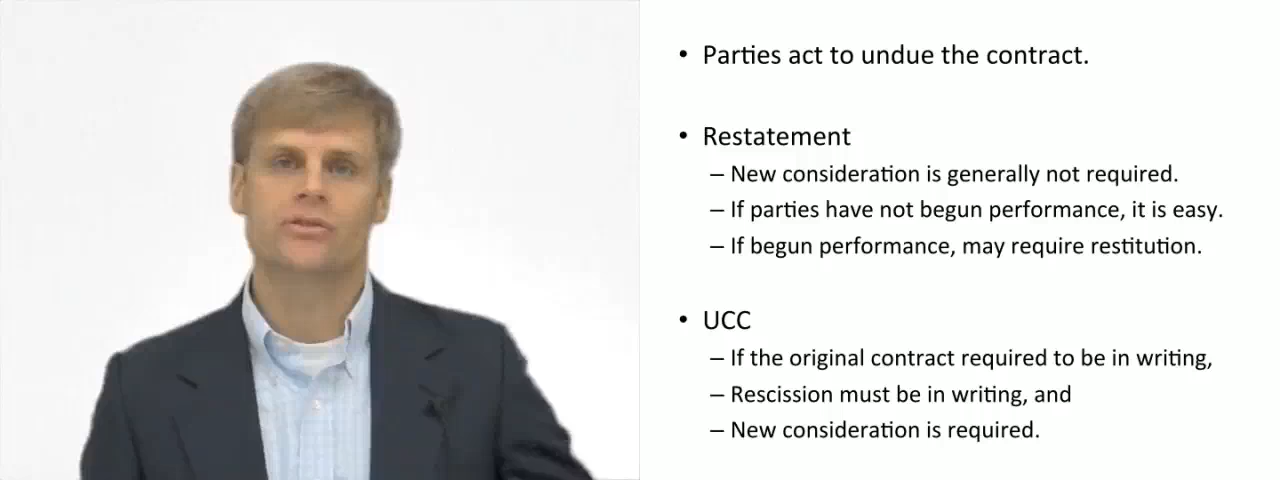 • Parties act to undue the contract.
• Restatement
– New consideration is generally not required.
– If parties have not begun performance, it is easy.
– If begun performance, may require restitution.
• UCC
– If the original contract required to be in writing,
– Rescission must be in writing, and
– New consideration is required.